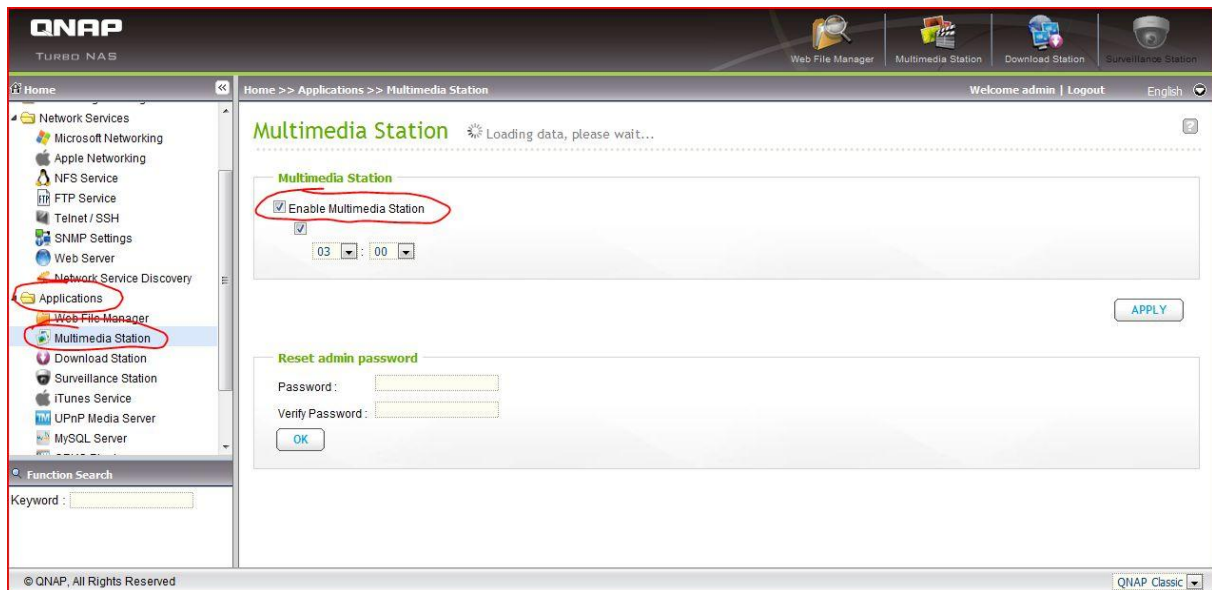 QNAP
TURBO NAS
Web File Manager
Multimedia Station
Download Station
Surveillance Station
Home
Home >> Applications >> Multimedia Station
Welcome admin | Logout
English
Network Services
Microsoft Networking
Apple Networking
NFS Service
FTP Service
Telnet / SSH
SNMP Settings
Web Server
Network Service Discovery
Applications
Web File Manager
Multimedia Station
Download Station
Surveillance Station
iTunes Service
UPnP Media Server
MySQL Server
Function Search
Keyword :
Multimedia Station
Loading data, please wait...
Multimedia Station
Enable Multimedia Station
03 : 00
APPLY
Reset admin password
Password :
Verify Password :
OK
© QNAP, All Rights Reserved
QNAP Classic